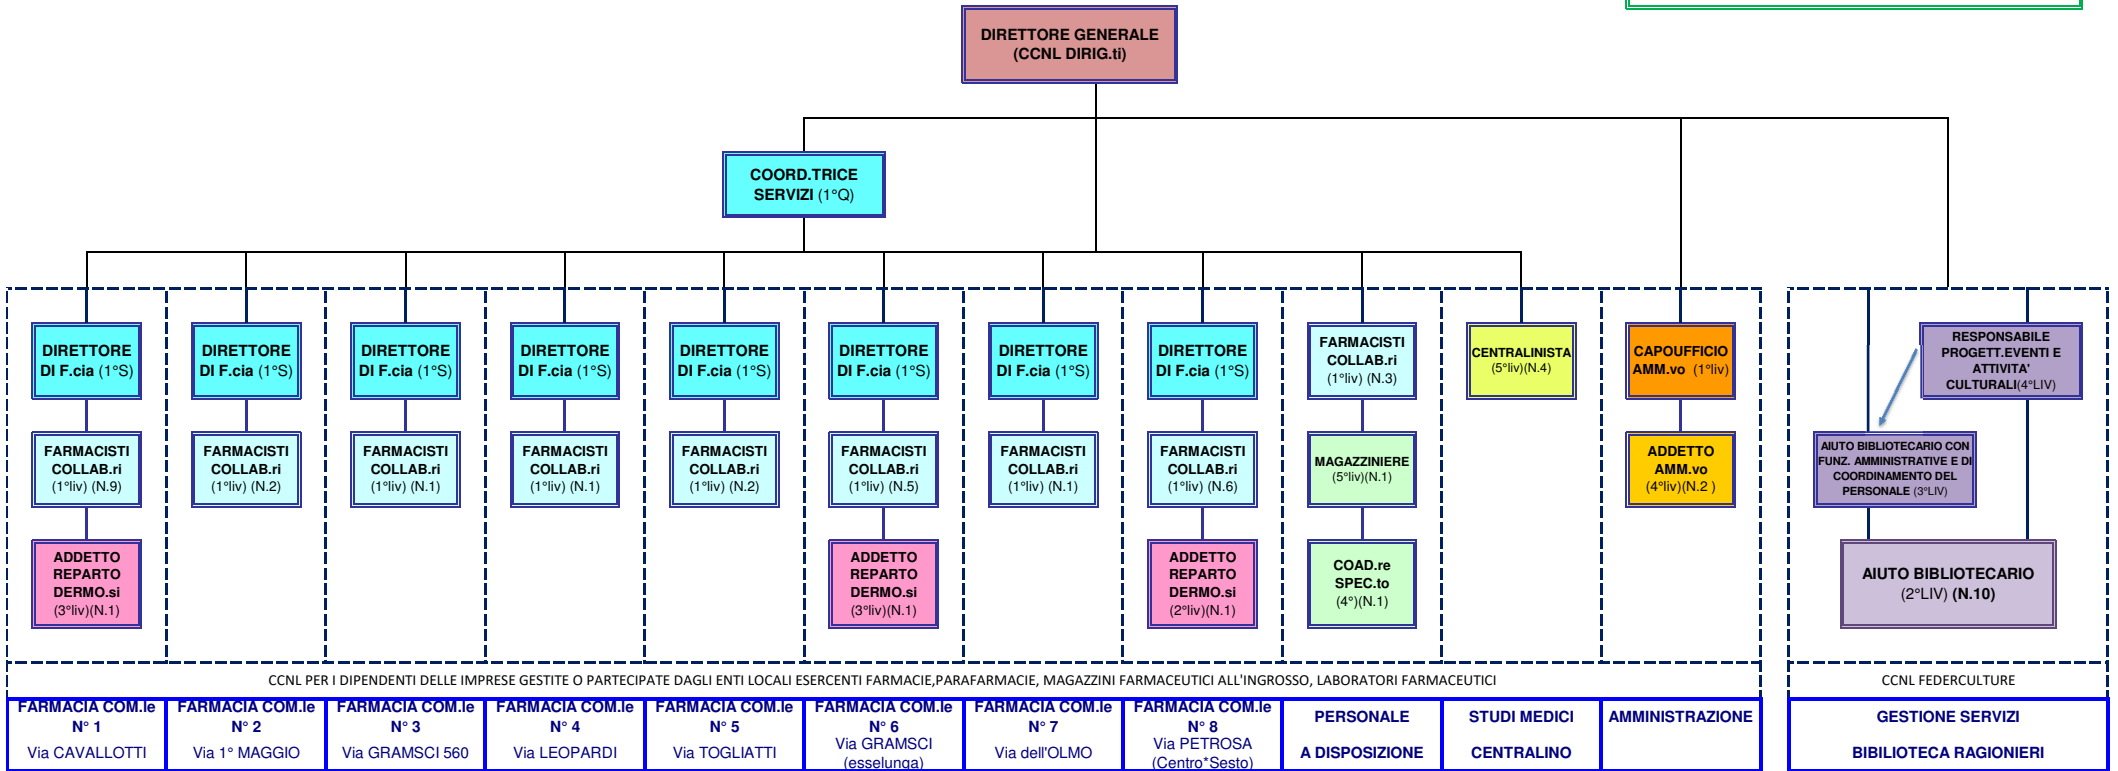 DIRETTORE GENERALE
(CCNL DIRIG.ti)
COORD.TRICE
SERVIZI (1°Q)
DIRETTORE
DI F.cia (1°S)
DIRETTORE
DI F.cia (1°S)
DIRETTORE
DI F.cia (1°S)
DIRETTORE
DI F.cia (1°S)
DIRETTORE
DI F.cia (1°S)
DIRETTORE
DI F.cia (1°S)
DIRETTORE
DI F.cia (1°S)
DIRETTORE
DI F.cia (1°S)
FARMACISTI
COLLAB.ri
(1°liv) (N.3)
CENTRALINISTA
(5°liv)(N.4)
CAPOUFFICIO
AMM.vo (1°liv)
RESPONSABILE
PROGETT.EVENTI E
ATTIVITA'
CULTURALI(4°LIV)
FARMACISTI
COLLAB.ri
(1°liv) (N.9)
FARMACISTI
COLLAB.ri
(1°liv) (N.2)
FARMACISTI
COLLAB.ri
(1°liv) (N.1)
FARMACISTI
COLLAB.ri
(1°liv) (N.1)
FARMACISTI
COLLAB.ri
(1°liv) (N.2)
FARMACISTI
COLLAB.ri
(1°liv) (N.5)
FARMACISTI
COLLAB.ri
(1°liv) (N.1)
FARMACISTI
COLLAB.ri
(1°liv) (N.6)
MAGAZZINIERE
(5°liv)(N.1)
ADDETTO
AMM.vo
(4°liv)(N.2 )
AIUTO BIBLIOTECARIO CON
FUNZ. AMMINISTRATIVE E DI
COORDINAMENTO DEL
PERSONALE (3°LIV)
ADDETTO
REPARTO
DERMO.si
(3°liv)(N.1)
ADDETTO
REPARTO
DERMO.si
(3°liv)(N.1)
ADDETTO
REPARTO
DERMO.si
(2°liv)(N.1)
COAD.re
SPEC.to
(4°)(N.1)
AIUTO BIBLIOTECARIO
(2°LIV) (N.10)
CCNL PER I DIPENDENTI DELLE IMPRESE GESTITE O PARTECIPATE DAGLI ENTI LOCALI ESERCENTI FARMACIE,PARAFARMACIE, MAGAZZINI FARMACEUTICI ALL'INGROSSO, LABORATORI FARMACEUTICI
CCNL FEDERCULTURE
FARMACIA COM.le
N° 1
Via CAVALLOTTI
FARMACIA COM.le
N° 2
Via 1° MAGGIO
FARMACIA COM.le
N° 3
Via GRAMSCI 560
FARMACIA COM.le
N° 4
Via LEOPARDI
FARMACIA COM.le
N° 5
Via TOGLIATTI
FARMACIA COM.le
N° 6
Via GRAMSCI
(esselunga)
FARMACIA COM.le
N° 7
Via dell'OLMO
FARMACIA COM.le
N° 8
Via PETROSA
(Centro*Sesto)
PERSONALE
A DISPOSIZIONE
STUDI MEDICI
CENTRALINO
AMMINISTRAZIONE
GESTIONE SERVIZI
BIBLIOTECA RAGIONIERI